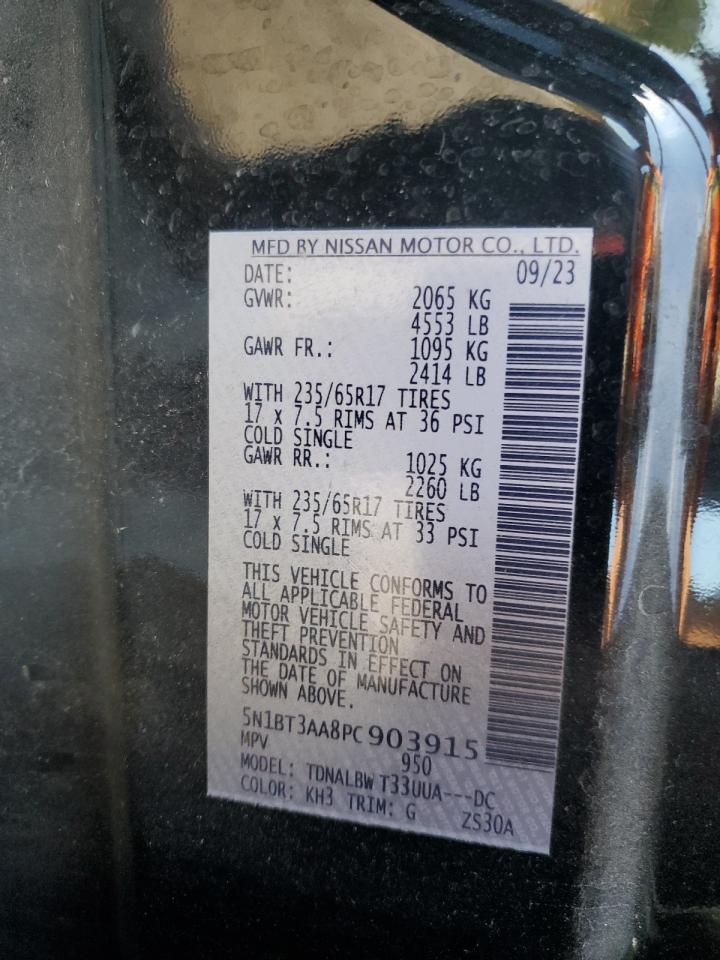 MFD BY NISSAN MOTOR CO., LTD.
DATE: 09/23
GVWR: 2065 KG
4553 LB
GAWR FR.: 1095 KG
2414 LB
WITH 235/65R17 TIRES
17 x 7.5 RIMS AT 36 PSI
COLD SINGLE
GAWR RR.: 1025 KG
2260 LB
WITH 235/65R17 TIRES
17 x 7.5 RIMS AT 33 PSI
COLD SINGLE
THIS VEHICLE CONFORMS TO
ALL APPLICABLE FEDERAL
MOTOR VEHICLE SAFETY AND
THEFT PREVENTION
STANDARDS IN EFFECT ON
THE DATE OF MANUFACTURE
SHOWN ABOVE.
5N1BT3AA8PC903915
MPV 950
MODEL: TDNALBW T33UUA---DC
COLOR: KH3 TRIM: G ZS30A